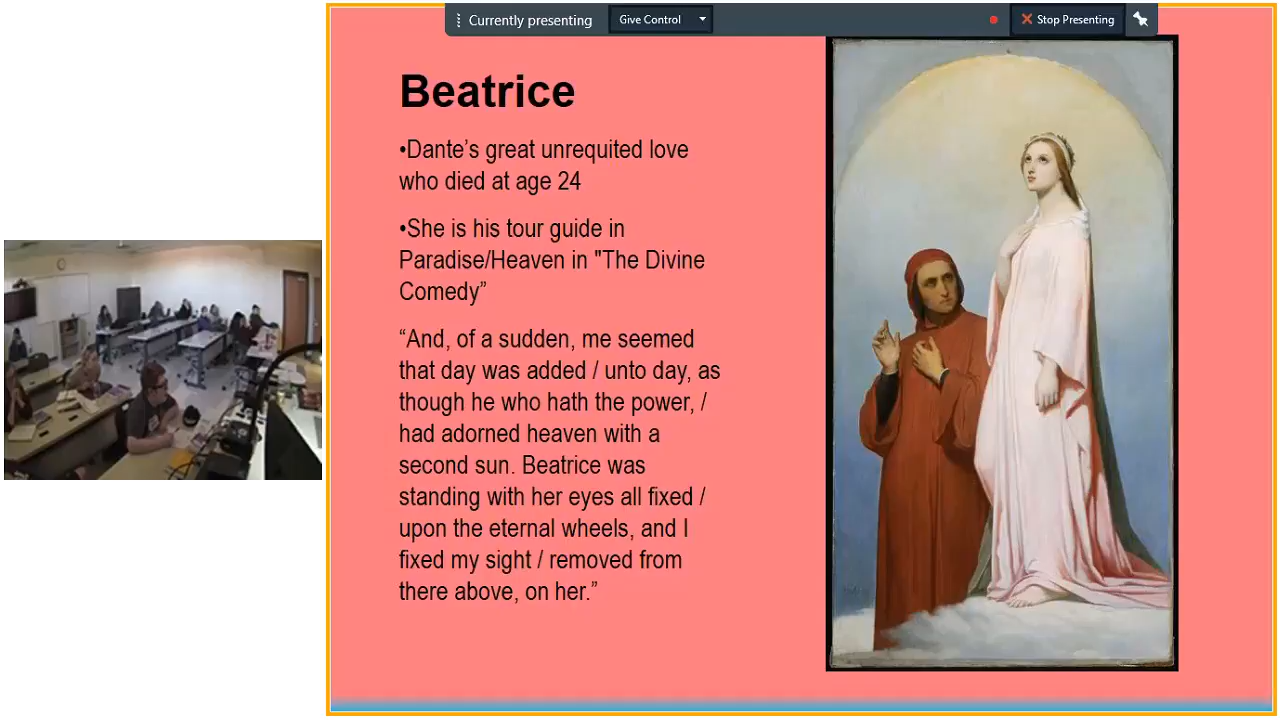 Currently presenting
Give Control
Stop Presenting
Beatrice
•Dante’s great unrequited love
who died at age 24
•She is his tour guide in
Paradise/Heaven in "The Divine
Comedy”
“And, of a sudden, me seemed
that day was added / unto day, as
though he who hath the power, /
had adorned heaven with a
second sun. Beatrice was
standing with her eyes all fixed /
upon the eternal wheels, and I
fixed my sight / removed from
there above, on her.”